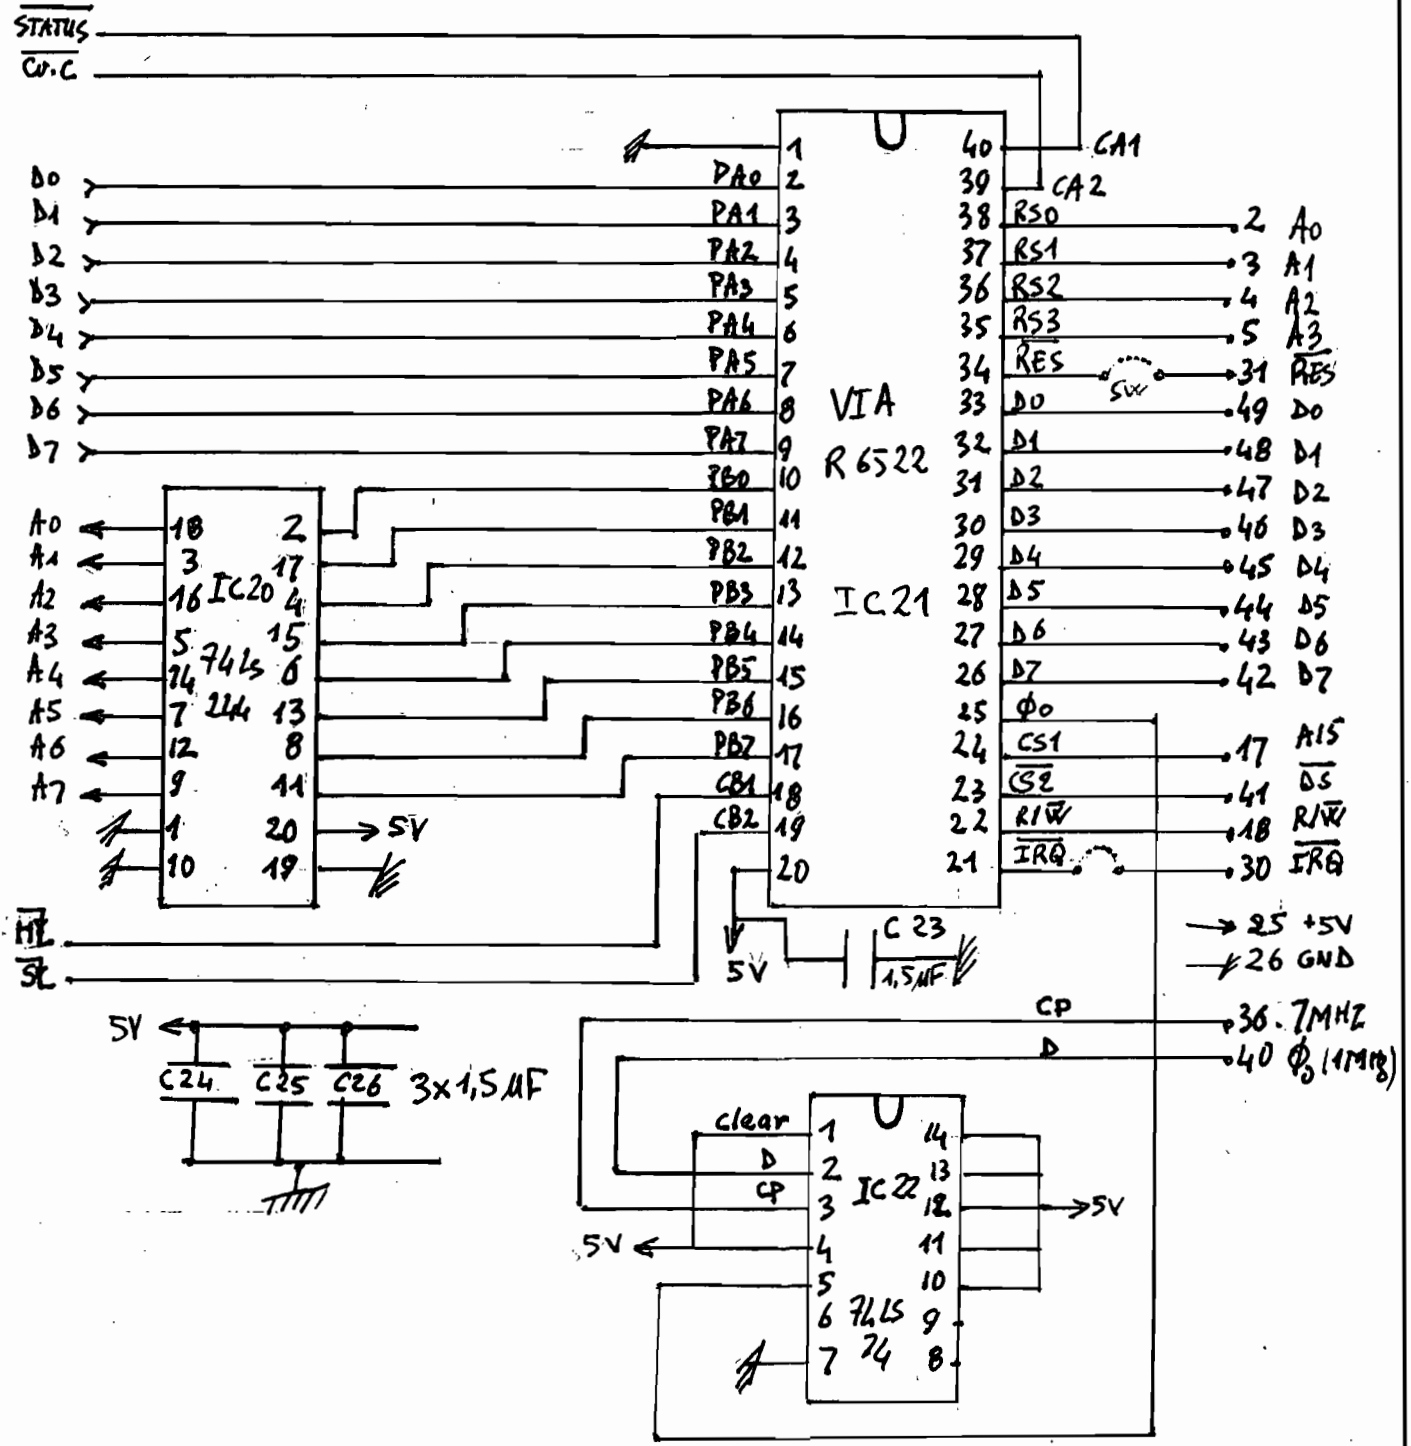 STATUS
CV.C
1 40 CA1
D0 PA0 2 39 CA2
D1 PA1 3 38 RS0 2 A0
D2 PA2 4 37 RS1 3 A1
D3 PA3 5 36 RS2 4 A2
D4 PA4 6 35 RS3 5 A3
D5 PA5 7 34 RES SW 31 RES
D6 PA6 8 VIA 33 D0 49 D0
D7 PA7 9 R6522 32 D1 48 D1
PB0 10 31 D2 47 D2
A0 18 2 PB1 11 30 D3 46 D3
A1 3 17 PB2 12 29 D4 45 D4
A2 16 IC20 4 PB3 13 IC21 28 D5 44 D5
A3 5 15 PB4 14 27 D6 43 D6
A4 14 74LS 6 PB5 15 26 D7 42 D7
A5 7 244 13 PB6 16 25 φ0
A6 12 8 PB7 17 24 CS1 17 A15
A7 9 11 CB1 18 23 CS2 41 DS
1 20 5V CB2 19 22 R/W 18 R/W
10 19 20 21 IRQ 30 IRQ
C23 25 +5V
5V 1,5µF 26 GND
SL
5V CP 36. 7MHZ
D 40 φ0 (1MHz)
C24 C25 C26 3x1,5µF
clear 1 14
D 2 13
CP 3 IC22 12 5V
5V 4 11
5 10
6 74LS 9
7 74 8